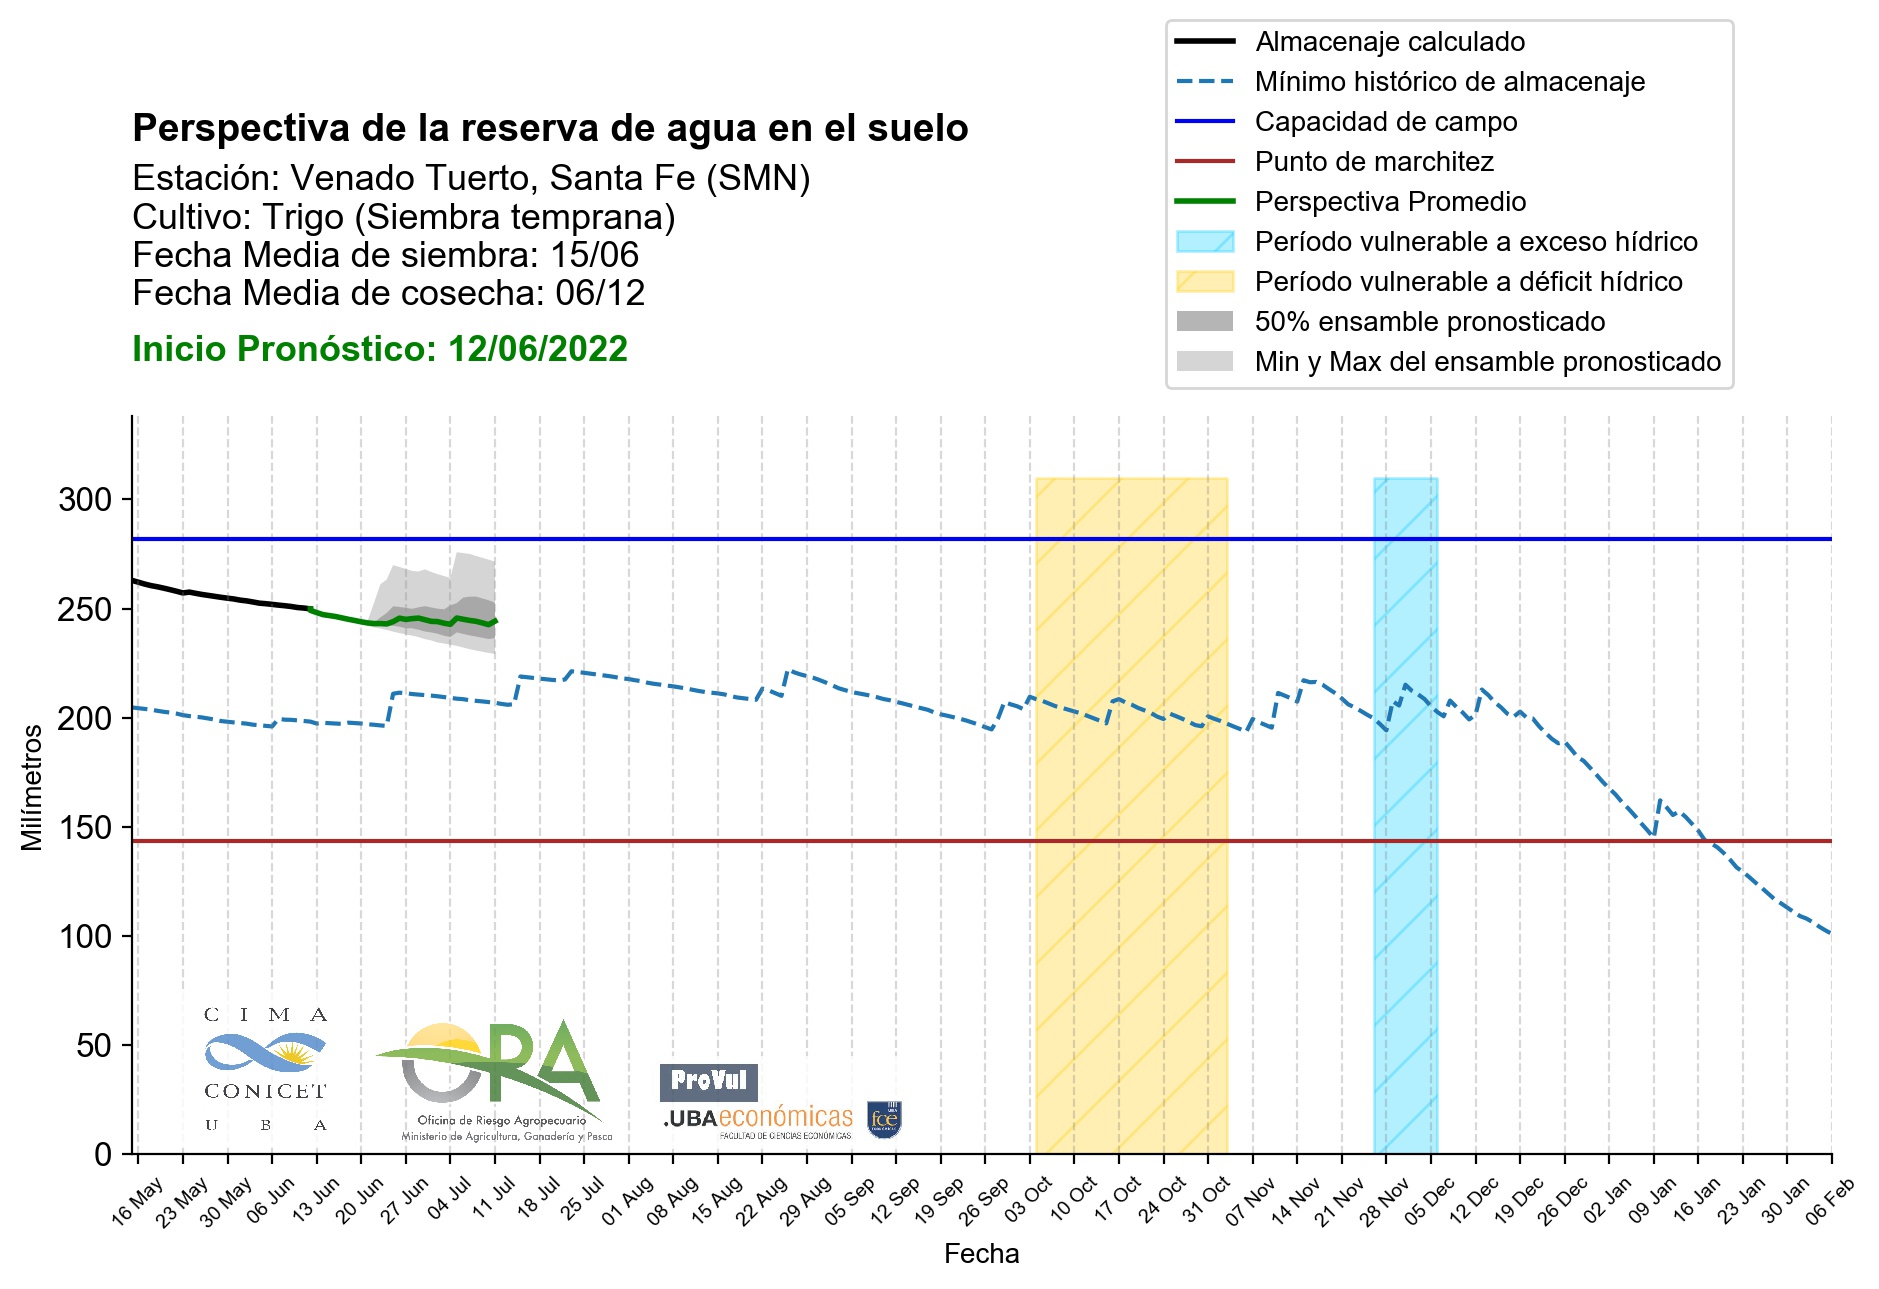 Almacenaje calculado
Mínimo histórico de almacenaje
Capacidad de campo
Punto de marchitez
Perspectiva Promedio
Período vulnerable a exceso hídrico
Período vulnerable a déficit hídrico
50% ensamble pronosticado
Min y Max del ensamble pronosticado
Perspectiva de la reserva de agua en el suelo
Estación: Venado Tuerto, Santa Fe (SMN)
Cultivo: Trigo (Siembra temprana)
Fecha Media de siembra: 15/06
Fecha Media de cosecha: 06/12
Inicio Pronóstico: 12/06/2022
Milímetros
300
250
200
150
100
50
0
CIMA
CONICET
UBA
ORA
Oficina de Riesgo Agropecuario
Ministerio de Agricultura, Ganadería y Pesca
ProVul
.UBAeconómicas
FACULTAD DE CIENCIAS ECONÓMICAS
fce
16 May
23 May
30 May
06 Jun
13 Jun
20 Jun
27 Jun
04 Jul
11 Jul
18 Jul
25 Jul
01 Aug
08 Aug
15 Aug
22 Aug
29 Aug
05 Sep
12 Sep
19 Sep
26 Sep
03 Oct
10 Oct
17 Oct
24 Oct
31 Oct
07 Nov
14 Nov
21 Nov
28 Nov
05 Dec
12 Dec
19 Dec
26 Dec
02 Jan
09 Jan
16 Jan
23 Jan
30 Jan
06 Feb
Fecha